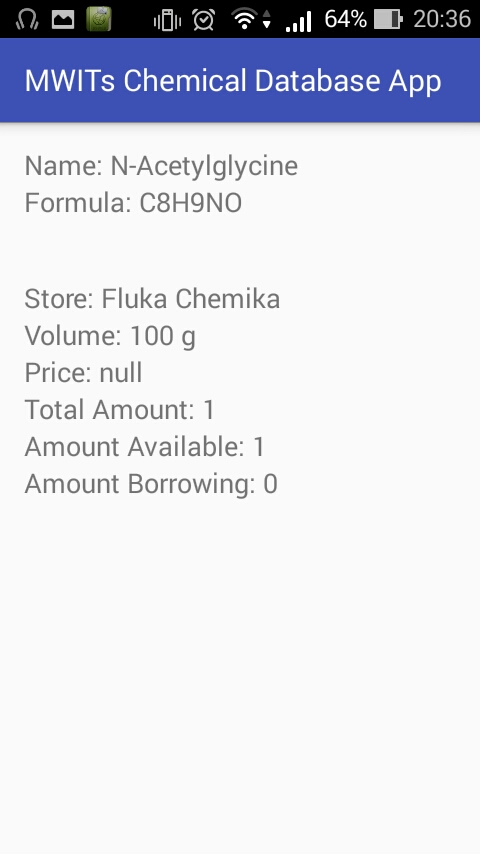 64% 20:36
MWITs Chemical Database App
Name: N-Acetylglycine
Formula: C8H9NO
Store: Fluka Chemika
Volume: 100 g
Price: null
Total Amount: 1
Amount Available: 1
Amount Borrowing: 0